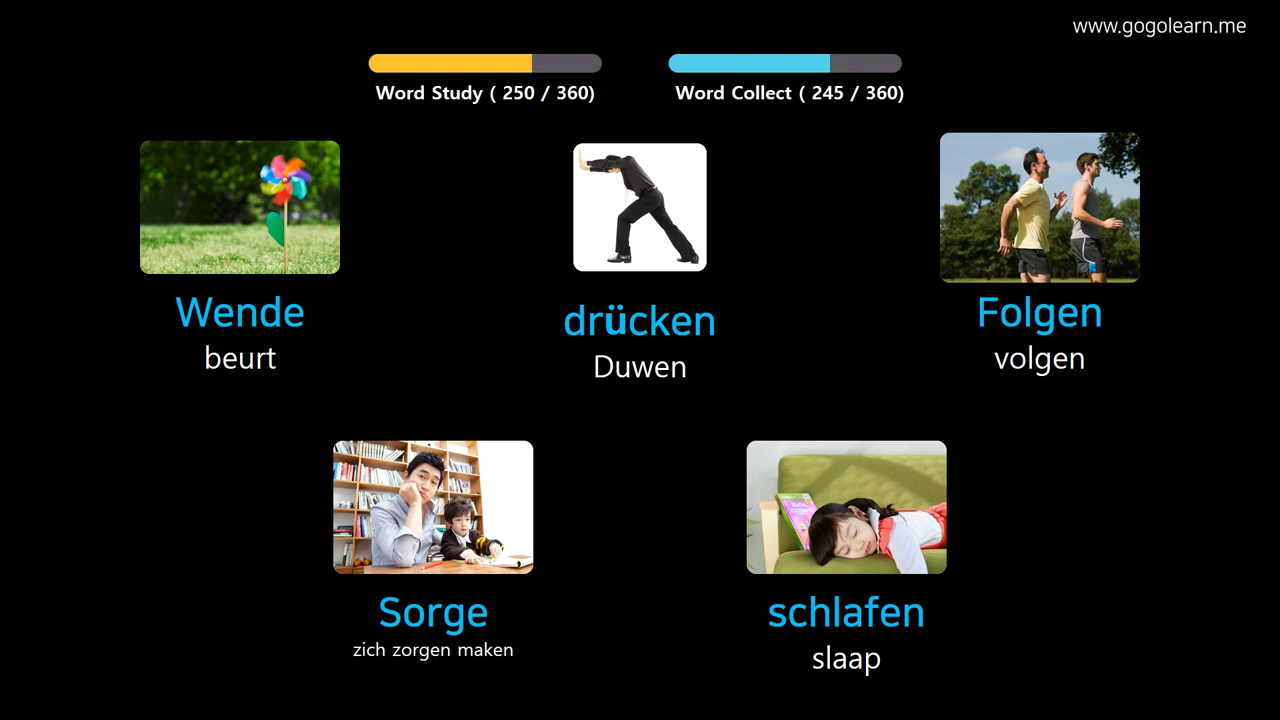 www.gogolearn.me
Word Study ( 250 / 360)
Word Collect ( 245 / 360)
Wende
beurt
drücken
Duwen
Folgen
volgen
Sorge
zich zorgen maken
schlafen
slaap